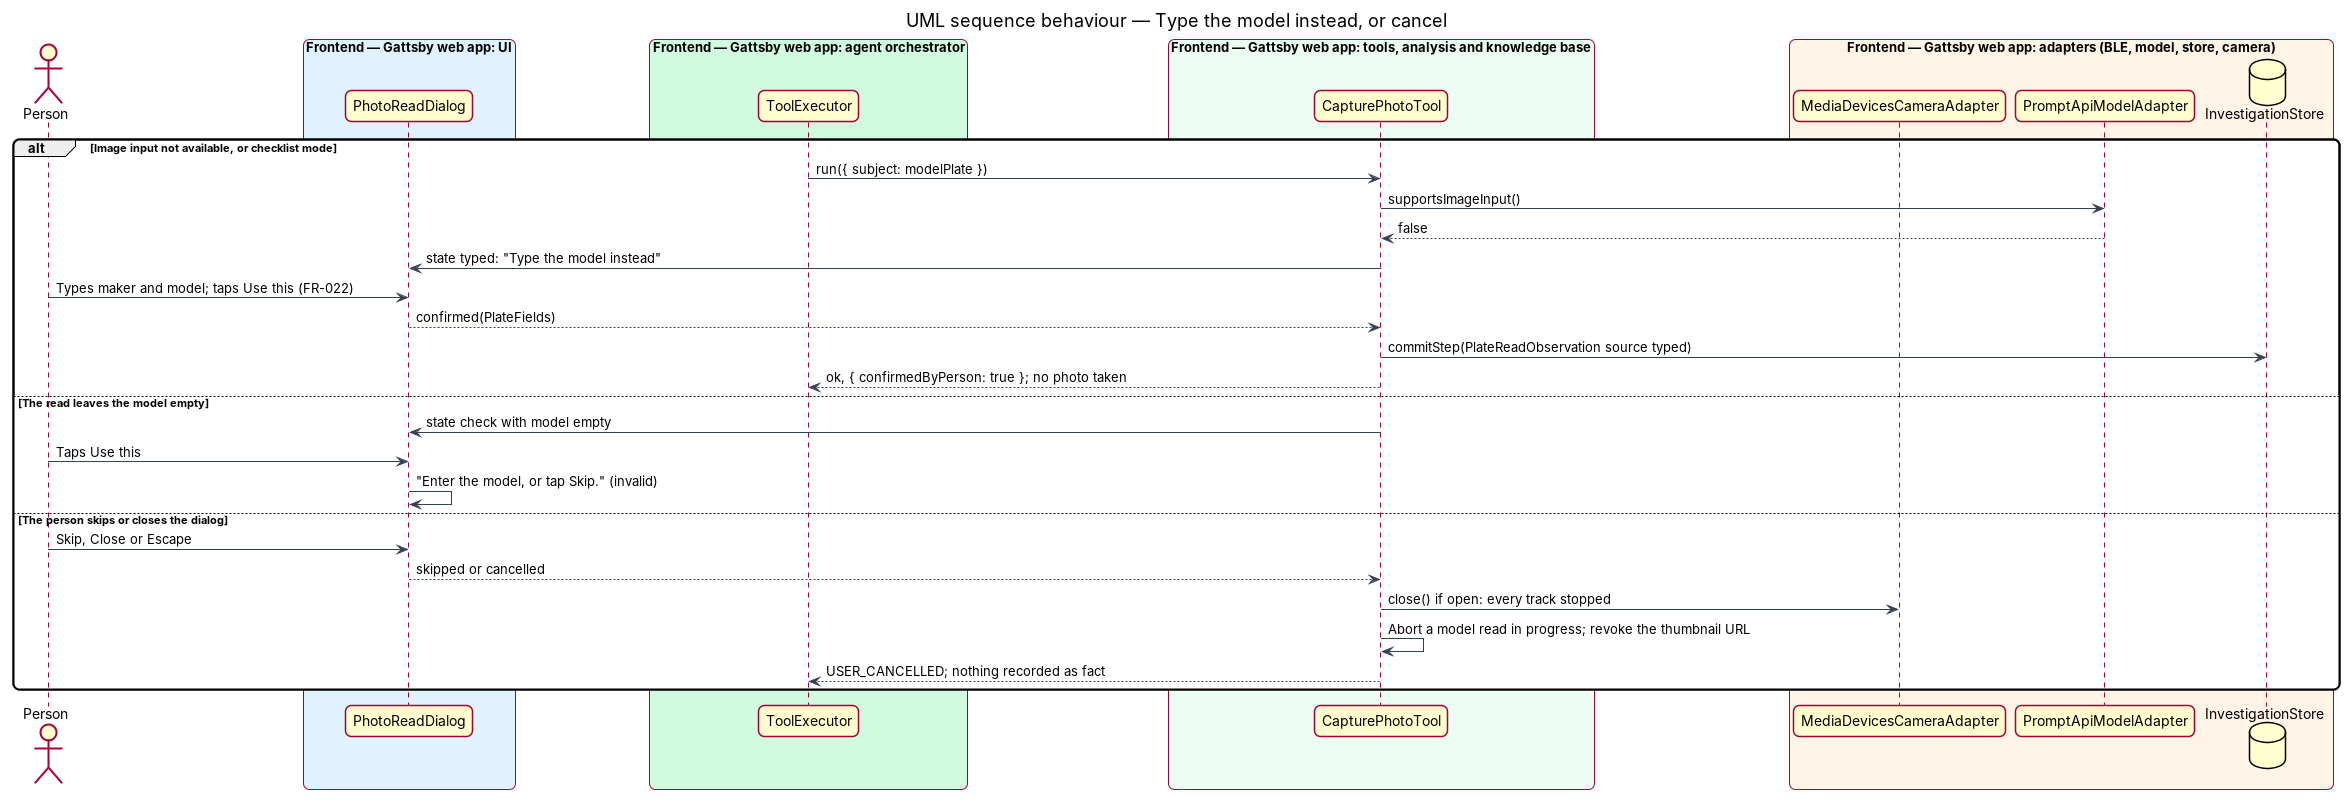 UML sequence behaviour — Type the model instead, or cancel
Frontend — Gattsby web app: UI
Frontend — Gattsby web app: agent orchestrator
Frontend — Gattsby web app: tools, analysis and knowledge base
Frontend — Gattsby web app: adapters (BLE, model, store, camera)
Person
PhotoReadDialog
ToolExecutor
CapturePhotoTool
MediaDevicesCameraAdapter
PromptApiModelAdapter
InvestigationStore
alt
[Image input not available, or checklist mode]
run({ subject: modelPlate })
supportsImageInput()
false
state typed: "Type the model instead"
Types maker and model; taps Use this (FR-022)
confirmed(PlateFields)
commitStep(PlateReadObservation source typed)
ok, { confirmedByPerson: true }; no photo taken
[The read leaves the model empty]
state check with model empty
Taps Use this
"Enter the model, or tap Skip." (invalid)
[The person skips or closes the dialog]
Skip, Close or Escape
skipped or cancelled
close() if open: every track stopped
Abort a model read in progress; revoke the thumbnail URL
USER_CANCELLED; nothing recorded as fact
Person
PhotoReadDialog
ToolExecutor
CapturePhotoTool
MediaDevicesCameraAdapter
PromptApiModelAdapter
InvestigationStore